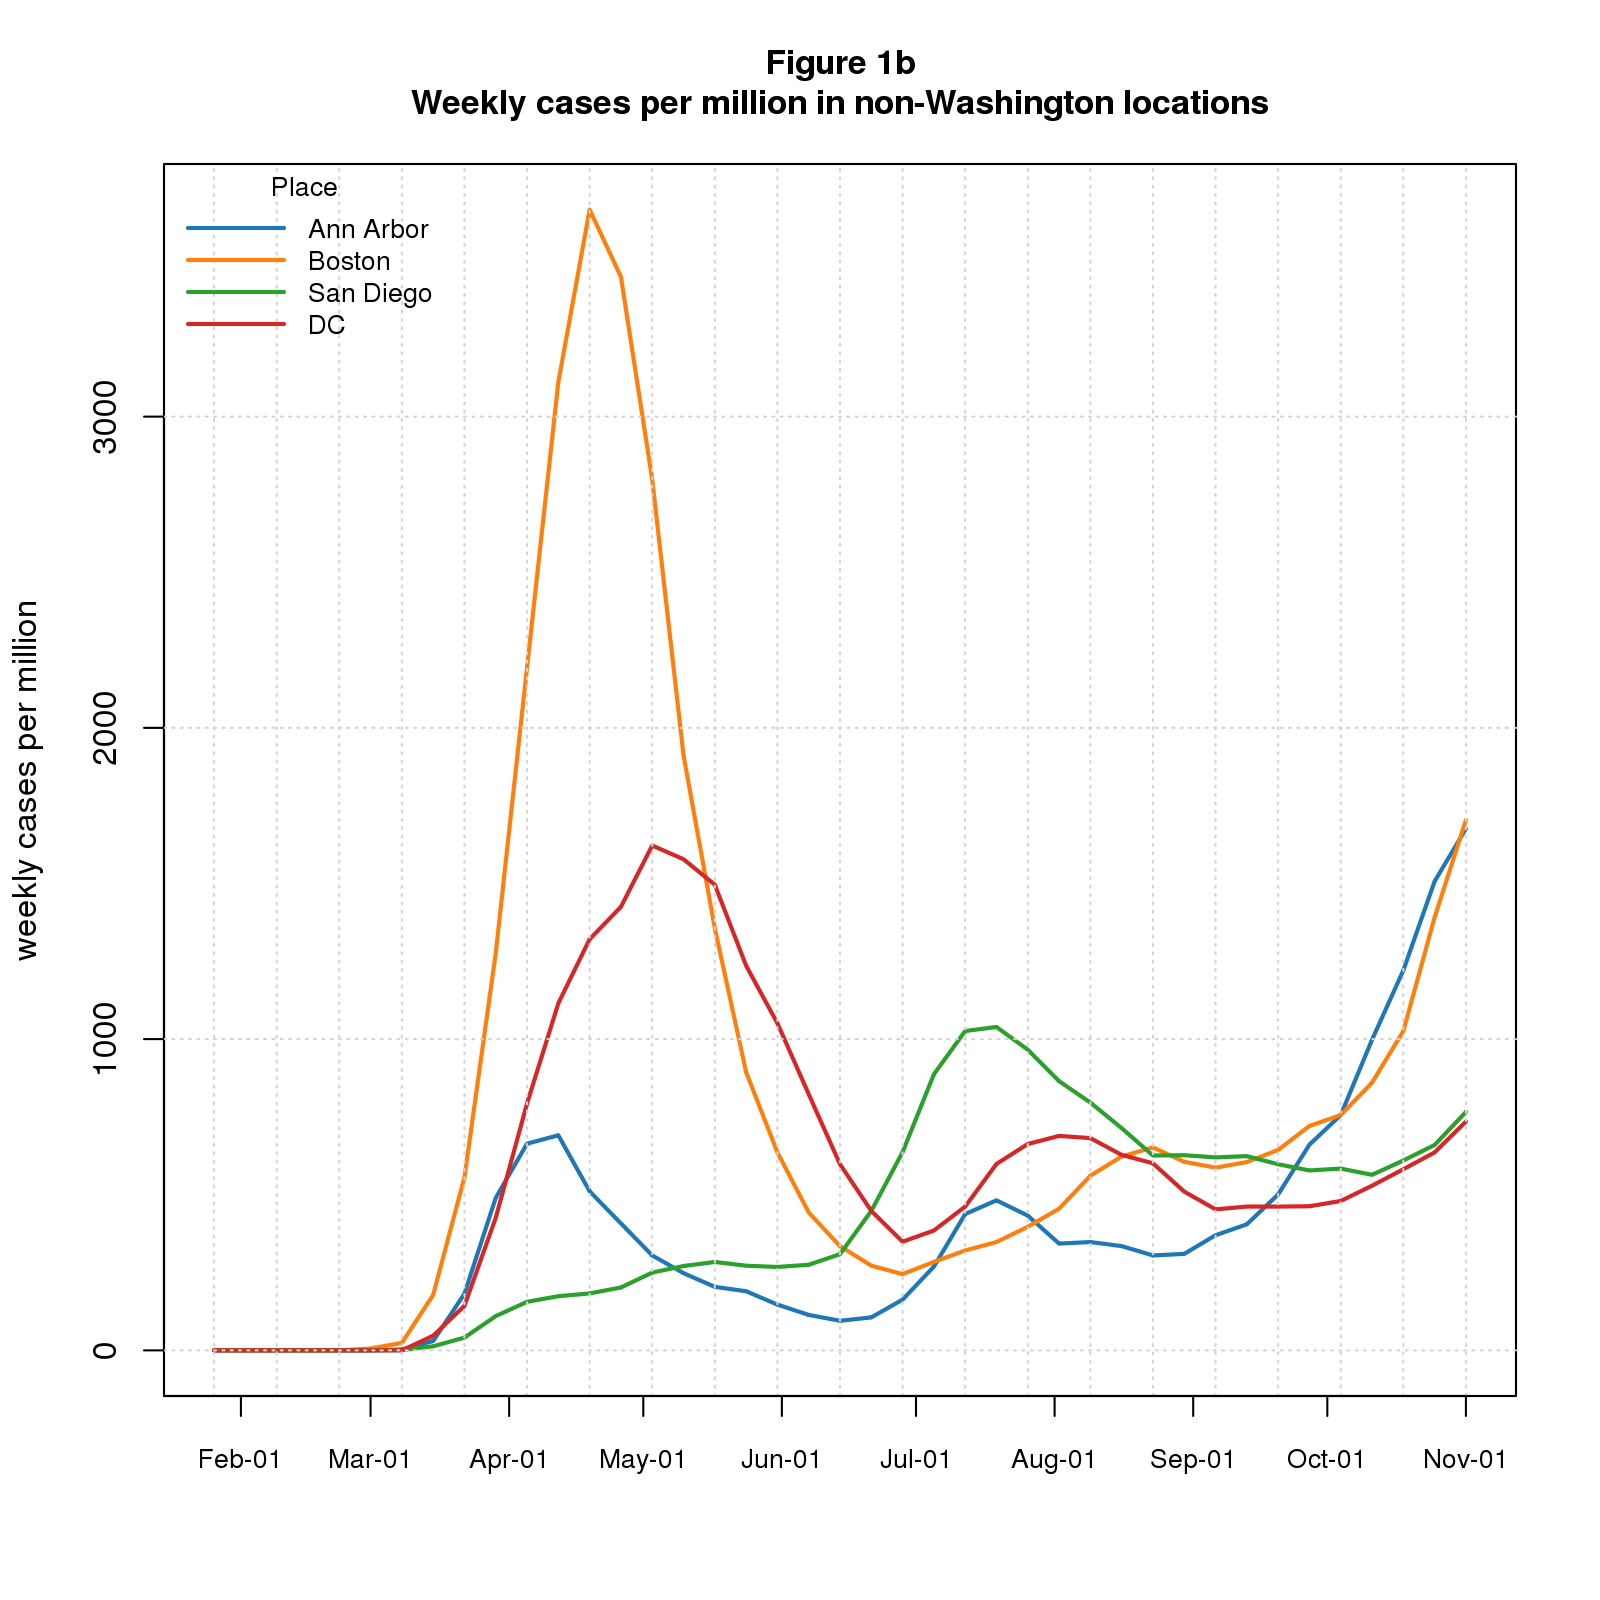 Figure 1b
Weekly cases per million in non-Washington locations
Place
Ann Arbor
Boston
San Diego
DC
weekly cases per million
3000
2000
1000
0
Feb-01 Mar-01 Apr-01 May-01 Jun-01 Jul-01 Aug-01 Sep-01 Oct-01 Nov-01